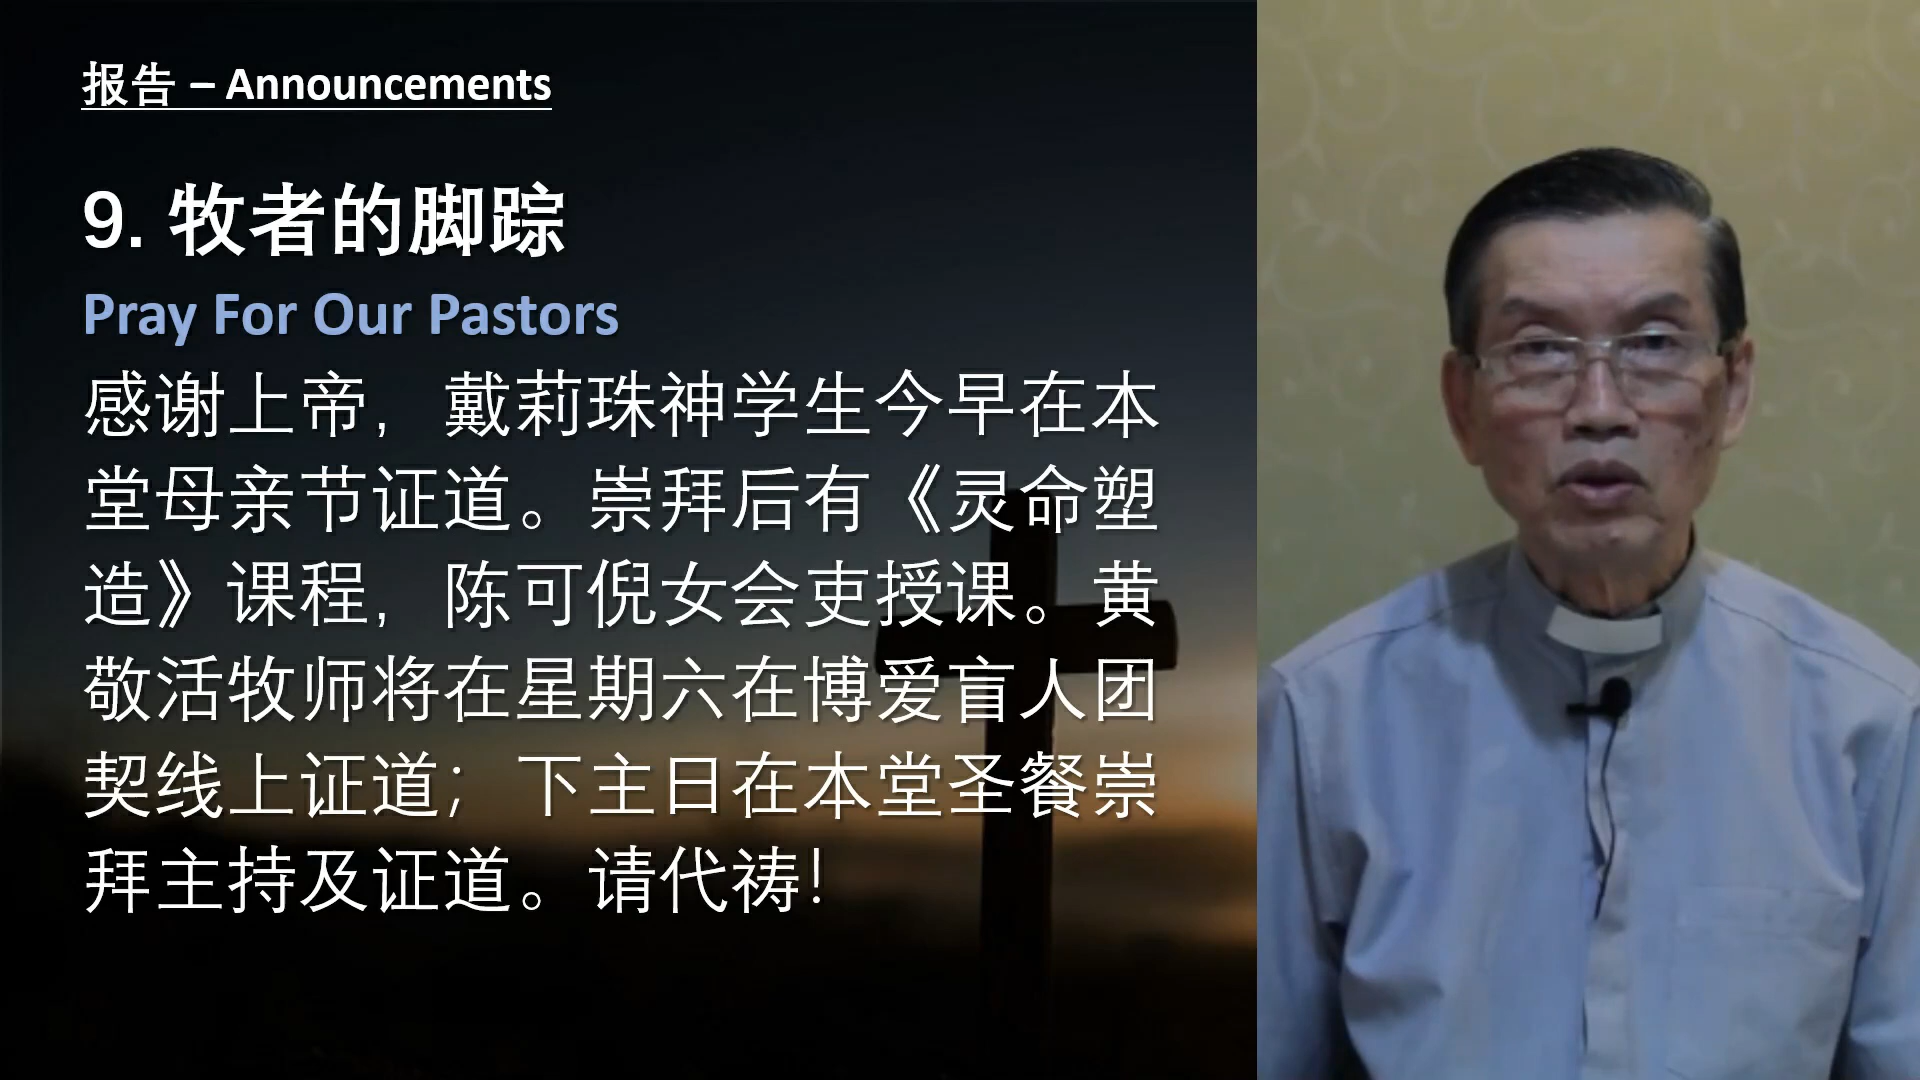 报告 – Announcements
9. 牧者的脚踪
Pray For Our Pastors
感谢上帝，戴莉珠神学生今早在本
堂母亲节证道。崇拜后有《灵命塑
造》课程，陈可倪女会吏授课。黄
敬活牧师将在星期六在博爱盲人团
契线上证道；下主日在本堂圣餐崇
拜主持及证道。请代祷！